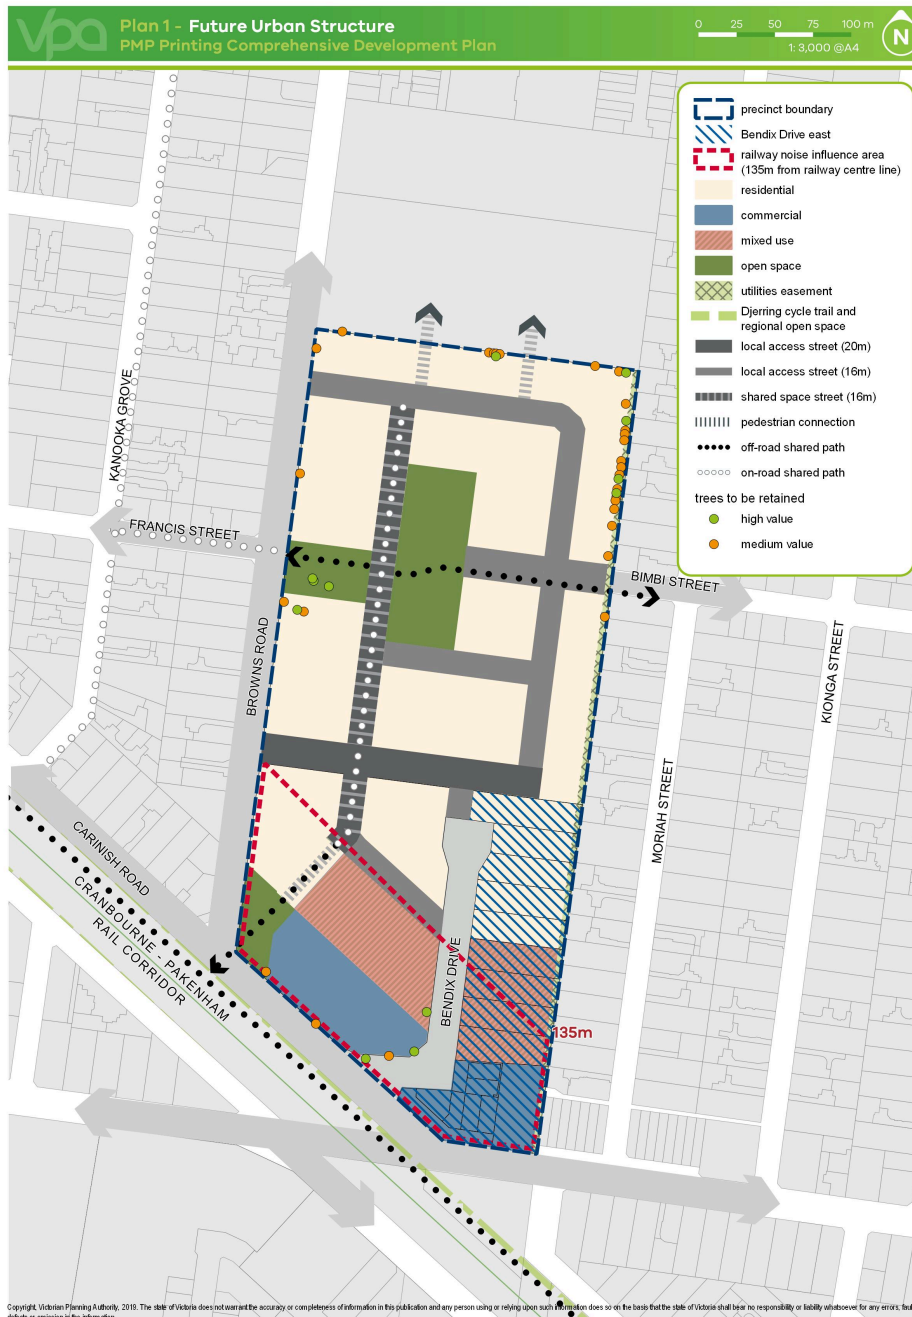 vpa
Plan 1 - Future Urban Structure
PMP Printing Comprehensive Development Plan
0 25 50 75 100 m
1: 3,000 @A4
N
precinct boundary
Bendix Drive east
railway noise influence area
(135m from railway centre line)
residential
commercial
mixed use
open space
utilities easement
Djerring cycle trail and
regional open space
local access street (20m)
local access street (16m)
shared space street (16m)
pedestrian connection
off-road shared path
on-road shared path
trees to be retained
high value
medium value
KANOOKA GROVE
FRANCIS STREET
BIMBI STREET
BROWNS ROAD
KIONGA STREET
MORIAH STREET
CARINISH ROAD
CRANBOURNE - PAKENHAM
RAIL CORRIDOR
BENDIX DRIVE
135m
Copyright, Victorian Planning Authority, 2019. The state of Victoria does not warrant the accuracy or completeness of information in this publication and any person using or relying upon such information does so on the basis that the state of Victoria shall bear no responsibility or liability whatsoever for any errors, faul
defects or omission in the information